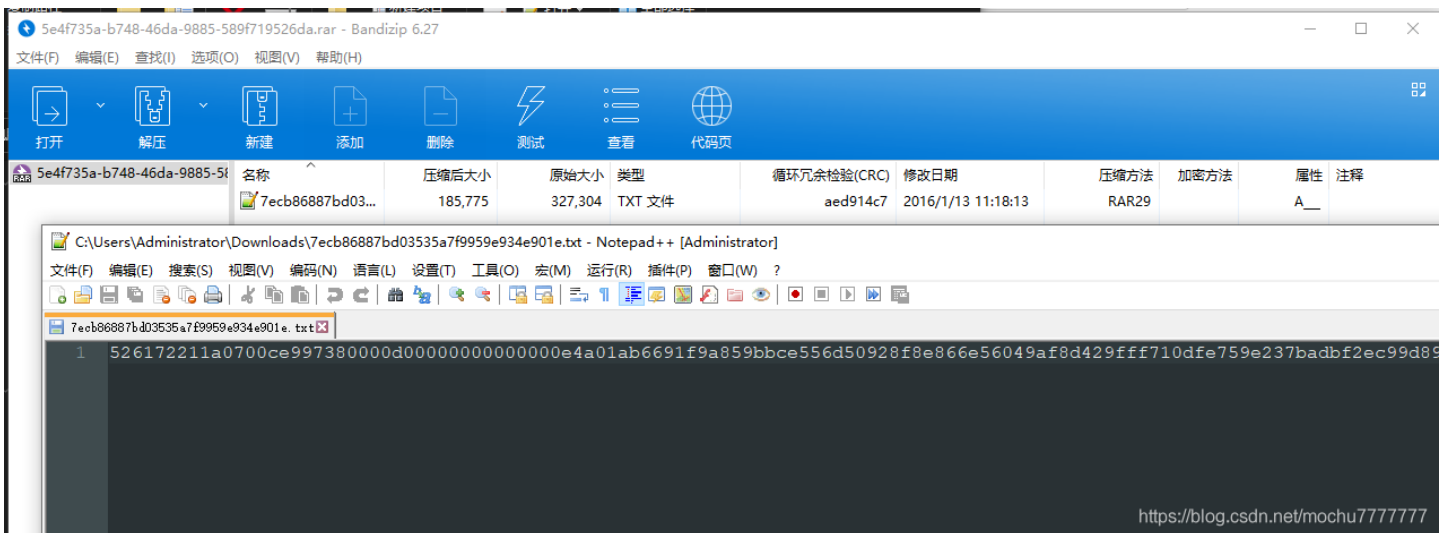 5e4f735a-b748-46da-9885-589f719526da.rar - Bandizip 6.27
文件(F) 编辑(E) 查找(I) 选项(O) 视图(V) 帮助(H)
打开 解压 新建 添加 删除 测试 查看 代码页
5e4f735a-b748-46da-9885-58 名称 压缩后大小 原始大小 类型 循环冗余检验(CRC) 修改日期 压缩方法 加密方法 属性 注释
7ecb86887bd03... 185,775 327,304 TXT 文件 aed914c7 2016/1/13 11:18:13 RAR29 A__
C:\Users\Administrator\Downloads\7ecb86887bd03535a7f9959e934e901e.txt - Notepad++ [Administrator]
文件(F) 编辑(E) 搜索(S) 视图(V) 编码(N) 语言(L) 设置(T) 工具(O) 宏(M) 运行(R) 插件(P) 窗口(W) ?
7ecb86887bd03535a7f9959e934e901e.txt
1 526172211a0700ce997380000d00000000000000e4a01ab6691f9a859bbce556d50928f8e866e56049af8d429fff710dfe759e237badbf2ec99d89
https://blog.csdn.net/mochu7777777